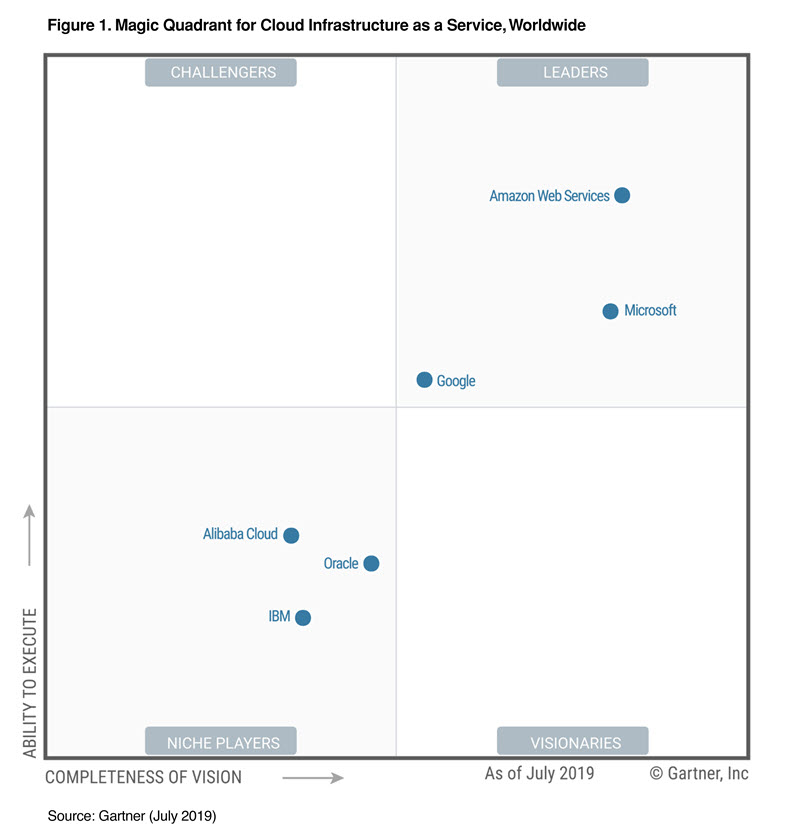 Figure 1. Magic Quadrant for Cloud Infrastructure as a Service, Worldwide
CHALLENGERS
LEADERS
Amazon Web Services
Microsoft
Google
Alibaba Cloud
Oracle
IBM
NICHE PLAYERS
VISIONARIES
ABILITY TO EXECUTE
COMPLETENESS OF VISION
As of July 2019
© Gartner, Inc
Source: Gartner (July 2019)